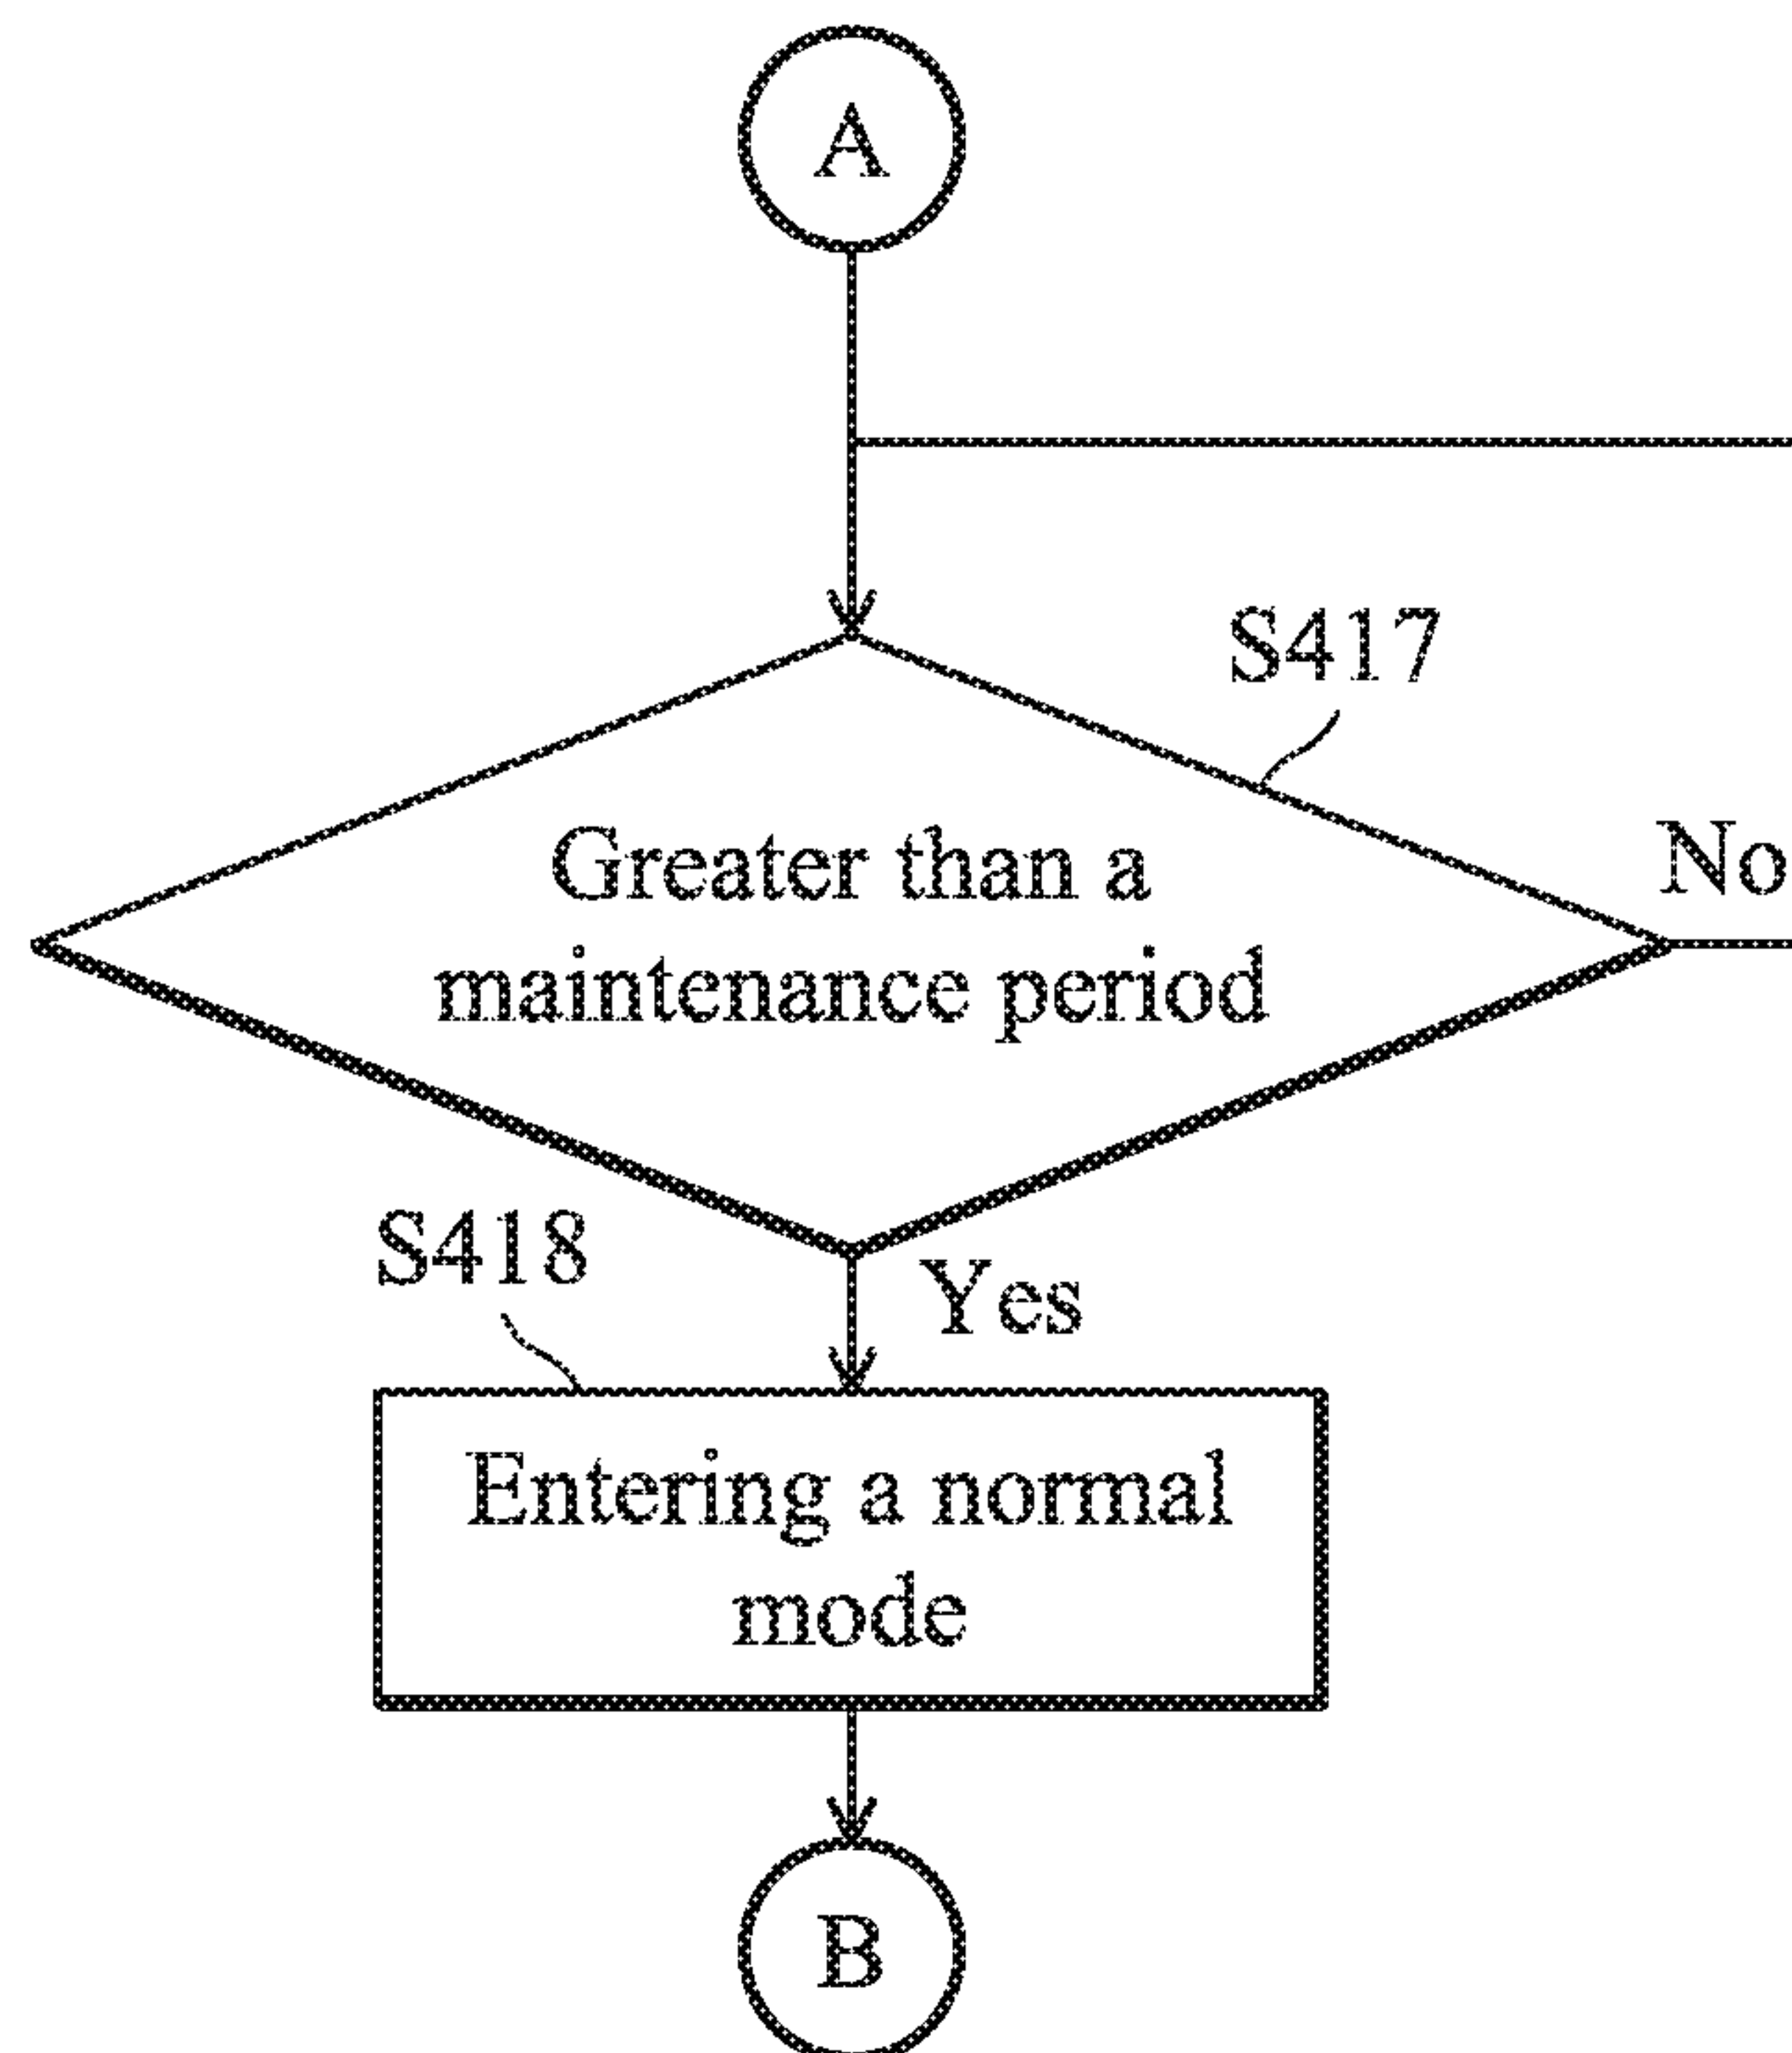 A
S417
Greater than a
maintenance period
No
S418
Yes
Entering a normal
mode
B